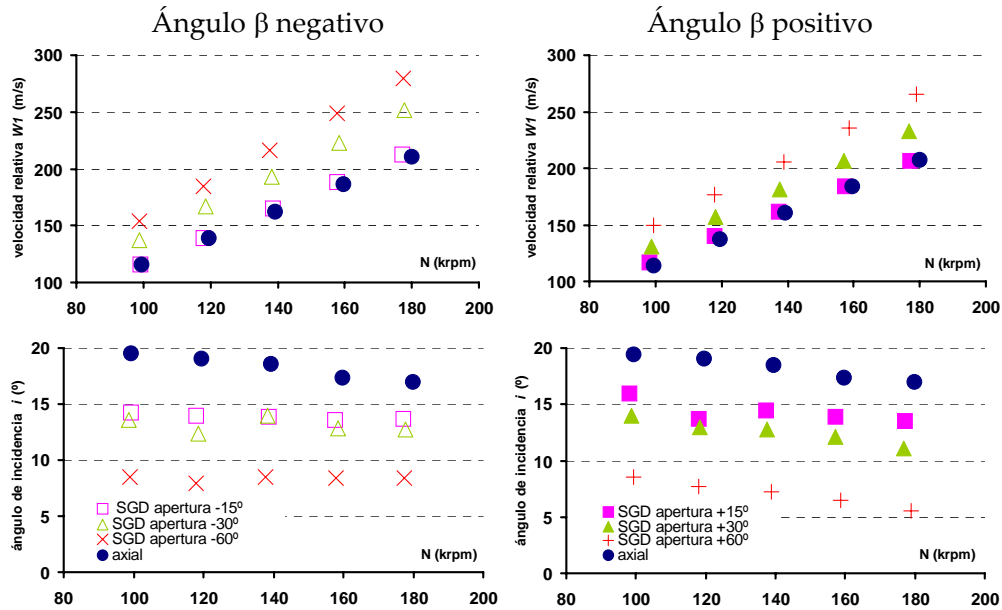 Ángulo β negativo
Ángulo β positivo
velocidad relativa W1 (m/s)
300
250
200
150
100
N (krpm)
80 100 120 140 160 180 200
velocidad relativa W1 (m/s)
300
250
200
150
100
N (krpm)
80 100 120 140 160 180 200
ángulo de incidencia i (º)
20
15
10
5
0
SGD apertura -15º
SGD apertura -30º
SGD apertura -60º
axial
N (krpm)
80 100 120 140 160 180 200
ángulo de incidencia i (º)
20
15
10
5
0
SGD apertura +15º
SGD apertura +30º
SGD apertura +60º
axial
N (krpm)
80 100 120 140 160 180 200